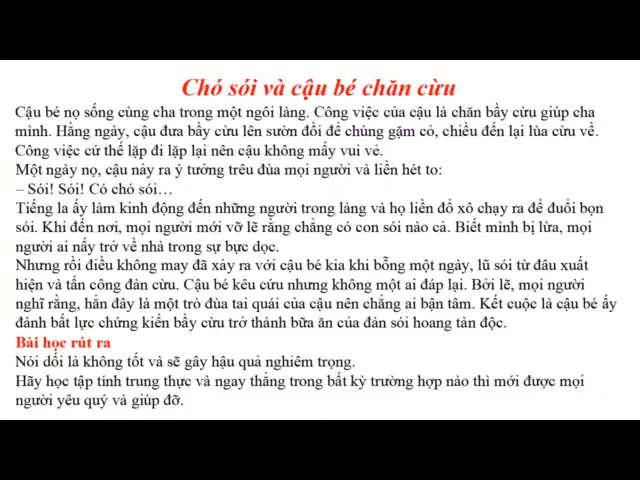 Chó sói và cậu bé chăn cừu
Cậu bé nọ sống cùng cha trong một ngôi làng. Công việc của cậu là chăn bầy cừu giúp cha
mình. Hằng ngày, cậu đưa bầy cừu lên sườn đồi để chúng gặm cỏ, chiều đến lại lùa cừu về.
Công việc cứ thế lặp đi lặp lại nên cậu không mấy vui vẻ.
Một ngày nọ, cậu nảy ra ý tưởng trêu đùa mọi người và liền hét to:
– Sói! Sói! Có chó sói…
Tiếng la ấy làm kinh động đến những người trong làng và họ liền đổ xô chạy ra để đuổi bọn
sói. Khi đến nơi, mọi người mới vỡ lẽ rằng chẳng có con sói nào cả. Biết mình bị lừa, mọi
người ai nấy trở về nhà trong sự bực dọc.
Nhưng rồi điều không may đã xảy ra với cậu bé kia khi bỗng một ngày, lũ sói từ đâu xuất
hiện và tấn công đàn cừu. Cậu bé kêu cứu nhưng không một ai đáp lại. Bởi lẽ, mọi người
nghĩ rằng, hẳn đây là một trò đùa tai quái của cậu nên chẳng ai bận tâm. Kết cuộc là cậu bé ấy
đành bất lực chứng kiến bầy cừu trở thành bữa ăn của đàn sói hoang tàn độc.
Bài học rút ra
Nói dối là không tốt và sẽ gây hậu quả nghiêm trọng.
Hãy học tập tính trung thực và ngay thẳng trong bất kỳ trường hợp nào thì mới được mọi
người yêu quý và giúp đỡ.